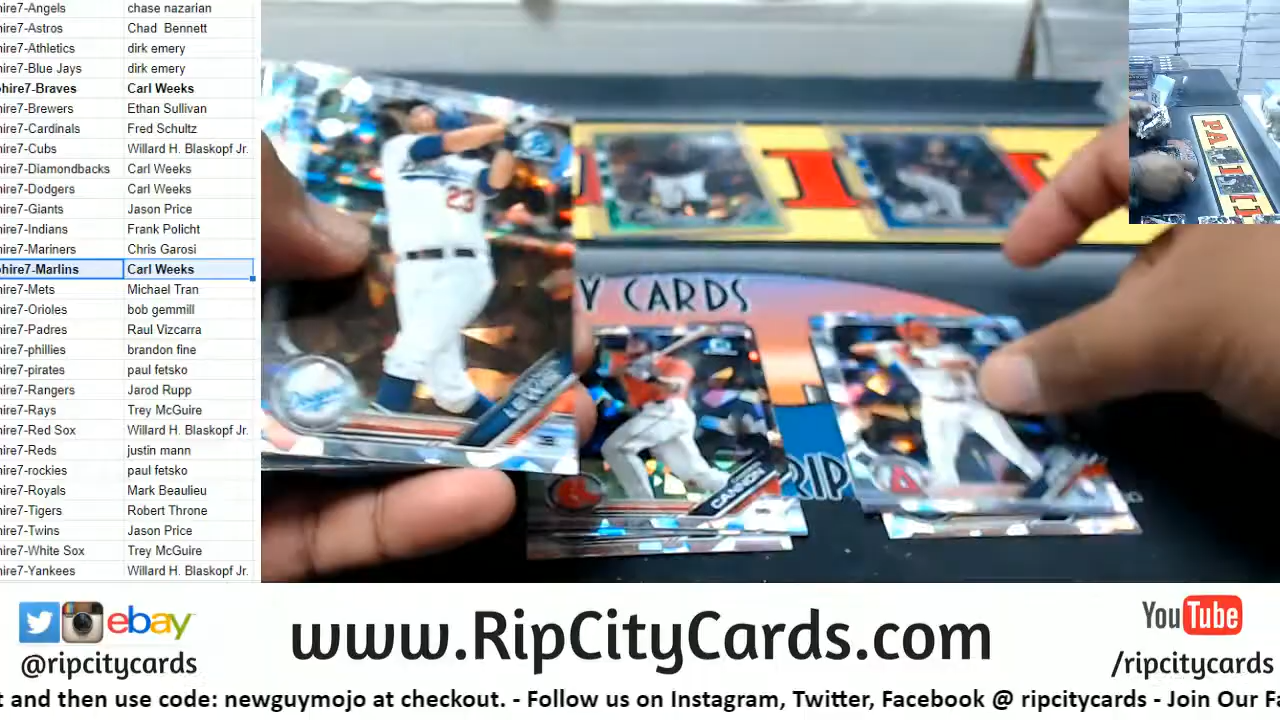 hire7-Angels chase nazarian
hire7-Astros Chad Bennett
hire7-Athletics dirk emery
hire7-Blue Jays dirk emery
phire7-Braves Carl Weeks
hire7-Brewers Ethan Sullivan
hire7-Cardinals Fred Schultz
hire7-Cubs Willard H. Blaskopf Jr.
hire7-Diamondbacks Carl Weeks
hire7-Dodgers Carl Weeks
hire7-Giants Jason Price
hire7-Indians Frank Policht
hire7-Mariners Chris Garosi
phire7-Marlins Carl Weeks
hire7-Mets Michael Tran
hire7-Orioles bob gemmill
hire7-Padres Raul Vizcarra
hire7-phillies brandon fine
hire7-pirates paul fetsko
hire7-Rangers Jarod Rupp
hire7-Rays Trey McGuire
hire7-Red Sox Willard H. Blaskopf Jr.
hire7-Reds justin mann
hire7-rockies paul fetsko
hire7-Royals Mark Beaulieu
hire7-Tigers Robert Throne
hire7-Twins Jason Price
hire7-White Sox Trey McGuire
hire7-Yankees Willard H. Blaskopf Jr.
PANINI
23
Y CARDS
Dodgers
CANNON
RIP
ebay
@ripcitycards
www.RipCityCards.com
YouTube
/ripcitycards
t and then use code: newguymojo at checkout. - Follow us on Instagram, Twitter, Facebook @ ripcitycards - Join Our Fa